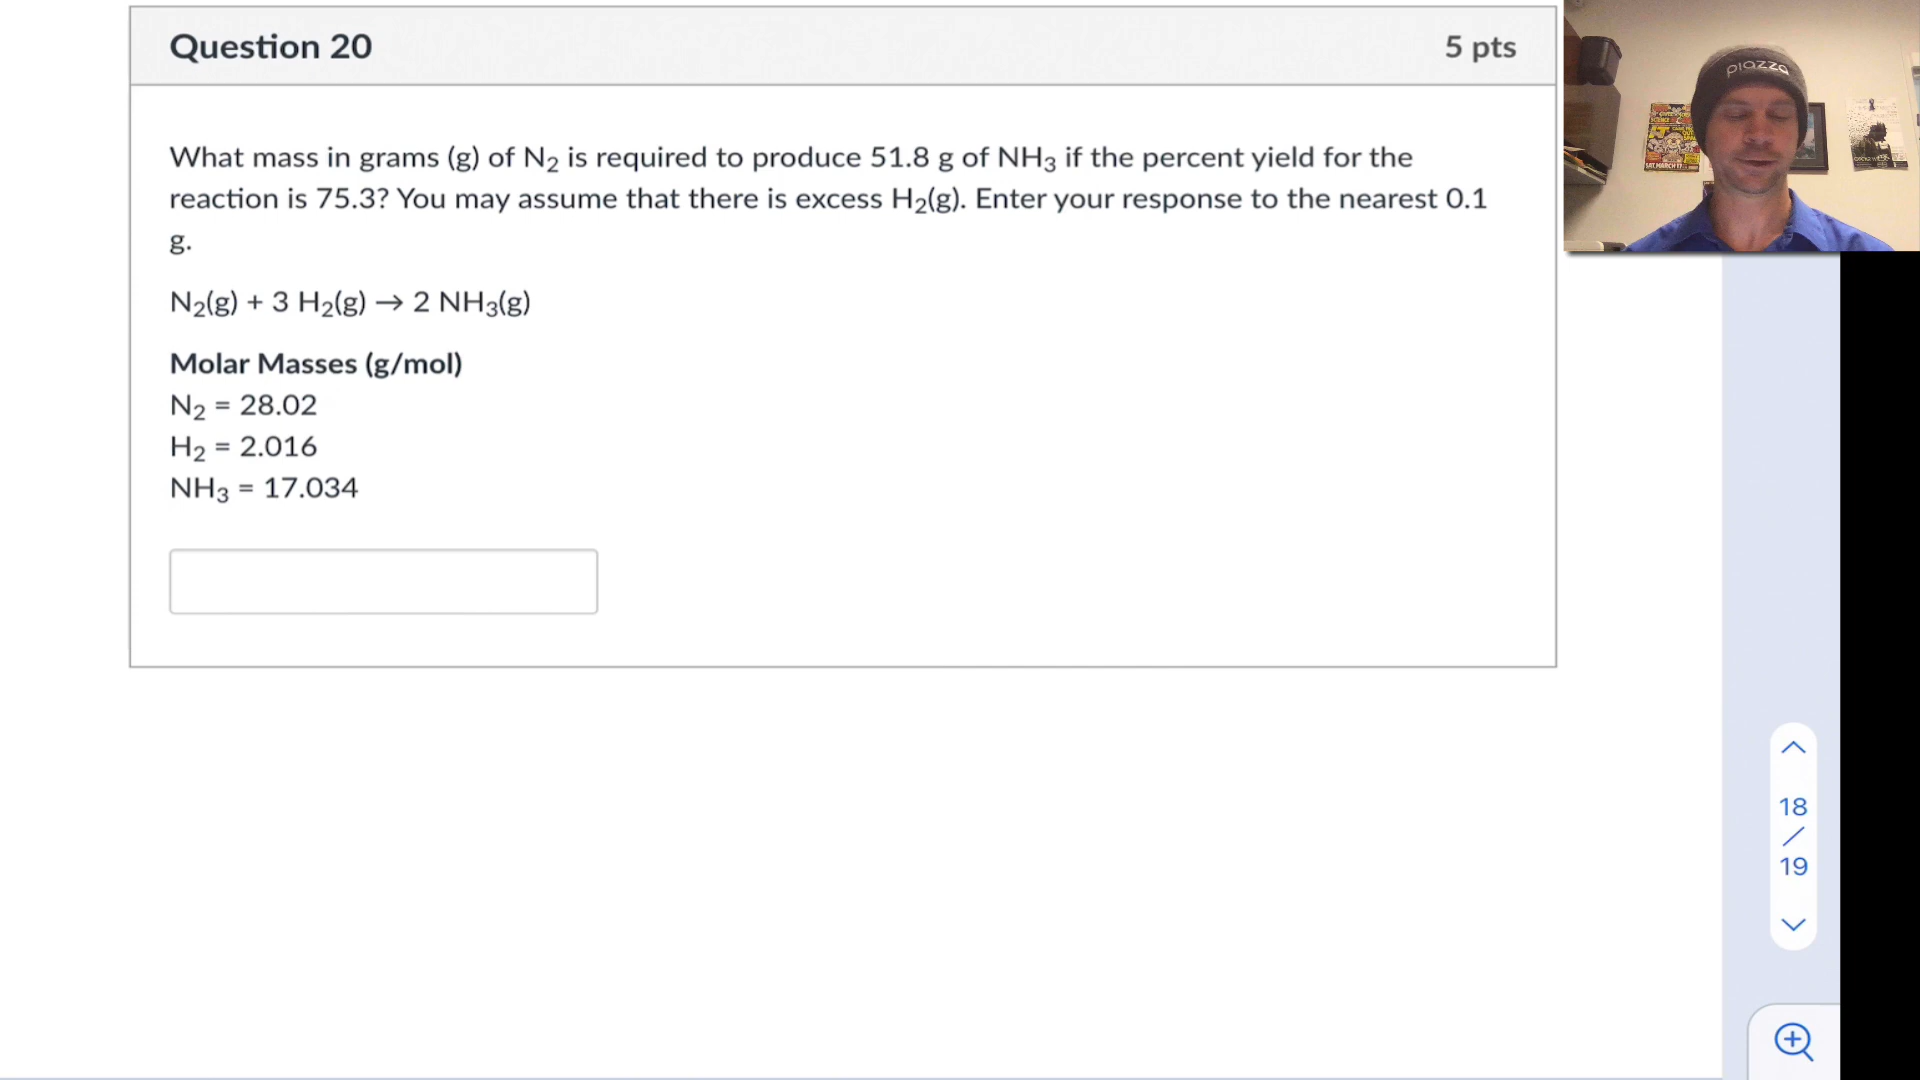 Question 20
5 pts
What mass in grams (g) of N₂ is required to produce 51.8 g of NH₃ if the percent yield for the
reaction is 75.3? You may assume that there is excess H₂(g). Enter your response to the nearest 0.1
g.
N₂(g) + 3 H₂(g) → 2 NH₃(g)
Molar Masses (g/mol)
N₂ = 28.02
H₂ = 2.016
NH₃ = 17.034
piazza
SAT. MARCH 17
18
/
19